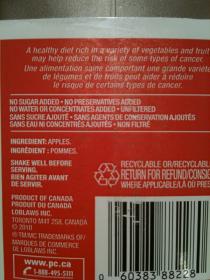 A healthy diet rich in a variety of vegetables and fruit
may help reduce the risk of some types of cancer.
Une alimentation saine comportant une grande variété
de légumes et de fruits peut aider à réduire
le risque de certains types de cancer.
NO SUGAR ADDED • NO PRESERVATIVES ADDED
NO WATER OR CONCENTRATES ADDED • UNFILTERED
SANS SUCRE AJOUTÉ • SANS AGENTS DE CONSERVATION AJOUTÉS
SANS EAU NI CONCENTRÉS AJOUTÉS • NON FILTRÉ
INGREDIENT: APPLES.
INGRÉDIENT : POMMES.
SHAKE WELL BEFORE
SERVING.
BIEN AGITER AVANT
DE SERVIR.
PRODUCT OF CANADA
PRODUIT DU CANADA
LOBLAWS INC.
TORONTO M4T 2S8, CANADA
© 2010
®/™/MC TRADEMARKS OF/
MARQUES DE COMMERCE
DE LOBLAWS INC.
www.pc.ca
1-888-495-5111
RECYCLABLE OR/RECYCLABLE
RETURN FOR REFUND/CONS
WHERE APPLICABLE/LÀ OÙ
0 60383 88228